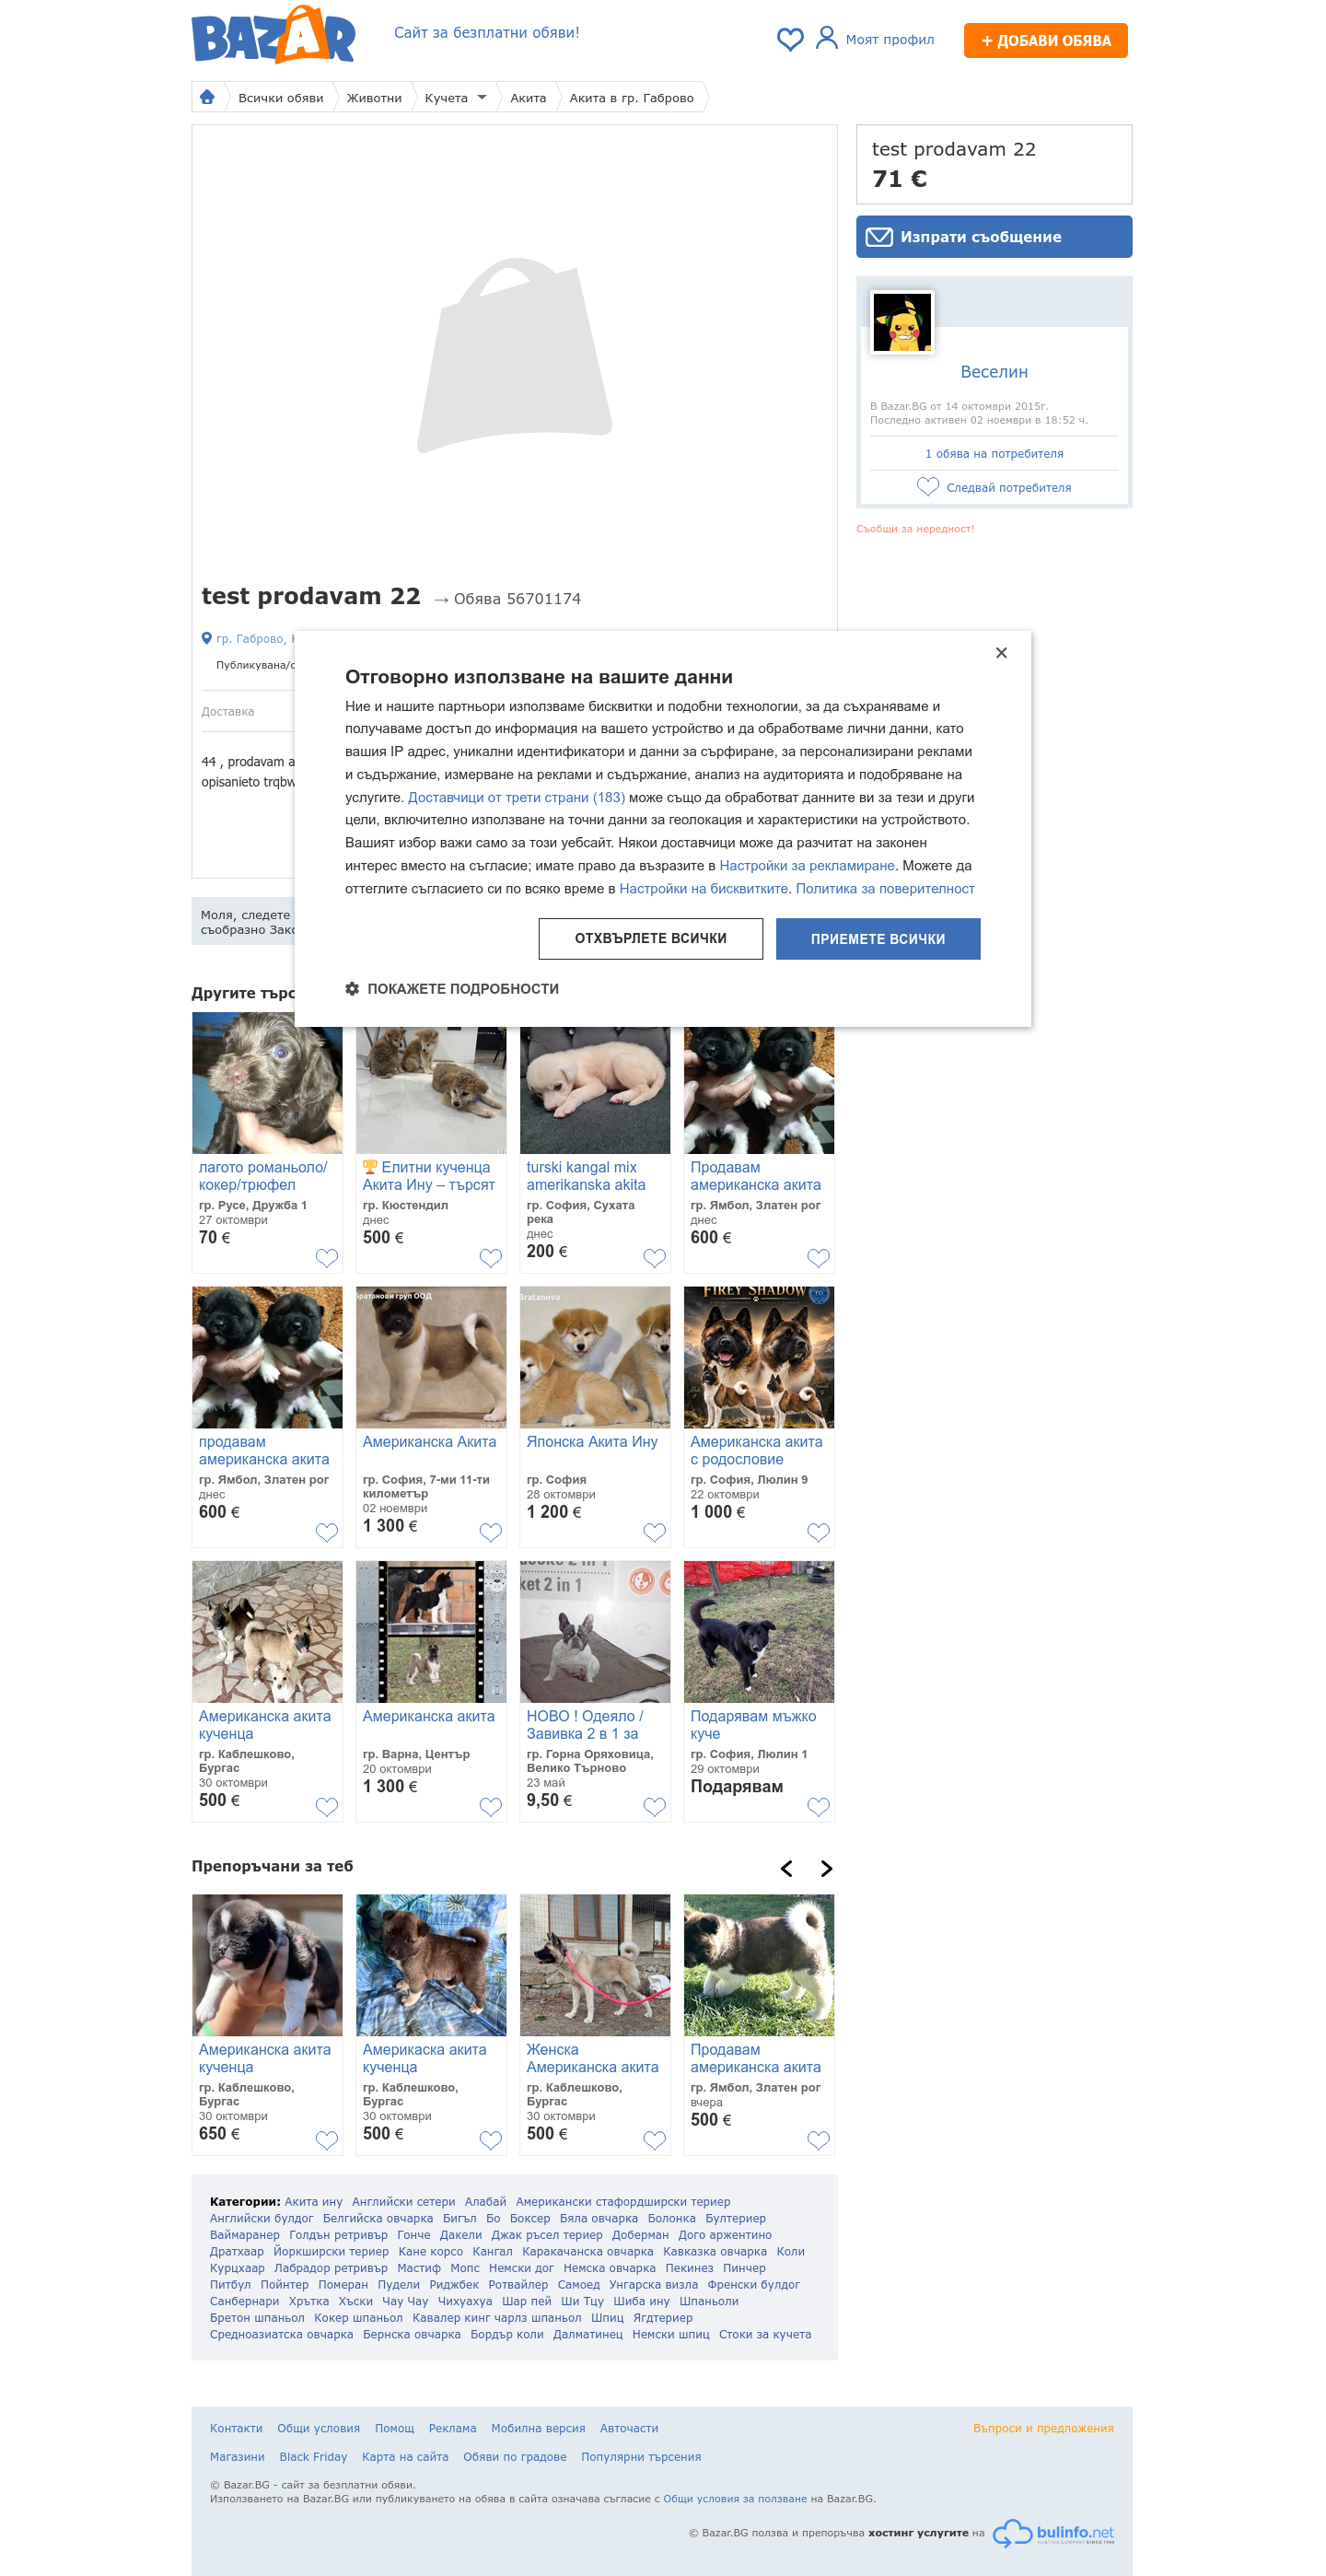 BAZAR
Сайт за безплатни обяви!
Моят профил
+ ДОБАВИ ОБЯВА
Всички обяви
Животни
Кучета
Акита
Акита в гр. Габрово
test prodavam 22
71 €
Изпрати съобщение
Веселин
В Bazar.BG от 14 октомври 2015г.
Последно активен 02 ноември в 18:52 ч.
1 обява на потребителя
Следвай потребителя
Съобщи за нередност!
test prodavam 22 → Обява 56701174
гр. Габрово,
Публикувана/
Доставка
44 , prodavam
opisanieto
Моля, следете
съобразно
Отговорно използване на вашите данни
Ние и нашите партньори използваме бисквитки и подобни технологии, за да съхраняваме и
получаваме достъп до информация на вашето устройство и да обработваме лични данни, като
вашия IP адрес, уникални идентификатори и данни за сърфиране, за персонализирани реклами
и съдържание, измерване на реклами и съдържание, анализ на аудиторията и подобряване на
услугите. Доставчици от трети страни (183) може също да обработват данните ви за тези и други
цели, включително използване на точни данни за геолокация и характеристики на устройството.
Вашият избор важи само за този уебсайт. Някои доставчици може да разчитат на законен
интерес вместо на съгласие; имате право да възразите в Настройки за рекламиране. Можете да
оттеглите съгласието си по всяко време в Настройки на бисквитките. Политика за поверителност
ОТХВЪРЛЕТЕ ВСИЧКИ
ПРИЕМЕТЕ ВСИЧКИ
ПОКАЖЕТЕ ПОДРОБНОСТИ
Другите
лагото романьоло/
кокер/трюфел
гр. Русе, Дружба 1
27 октомври
70 €
🏆 Елитни кученца
Акита Ину – търсят
гр. Кюстендил
днес
500 €
turski kangal mix
amerikanska akita
гр. София, Сухата
река
днес
200 €
Продавам
американска акита
гр. Ямбол, Златен рог
днес
600 €
братанови груп ООД
Bratanova
FIREY SHADOW
продавам
американска акита
гр. Ямбол, Златен рог
днес
600 €
Американска Акита
гр. София, 7-ми 11-ти
километър
02 ноември
1 300 €
Японска Акита Ину
гр. София
28 октомври
1 200 €
Американска акита
с родословие
гр. София, Люлин 9
22 октомври
1 000 €
ket 2 in 1
Американска акита
кученца
гр. Каблешково,
Бургас
30 октомври
500 €
Американска акита
гр. Варна, Център
20 октомври
1 300 €
НОВО ! Одеяло /
Завивка 2 в 1 за
гр. Горна Оряховица,
Велико Търново
23 май
9,50 €
Подарявам мъжко
куче
гр. София, Люлин 1
29 октомври
Подарявам
Препоръчани за теб
Американска акита
кученца
гр. Каблешково,
Бургас
30 октомври
650 €
Америкаска акита
кученца
гр. Каблешково,
Бургас
30 октомври
500 €
Женска
Американска акита
гр. Каблешково,
Бургас
30 октомври
500 €
Продавам
американска акита
гр. Ямбол, Златен рог
вчера
500 €
Категории: Акита ину Английски сетери Алабай Американски стафордширски териер
Английски булдог Белгийска овчарка Бигъл Бо Боксер Бяла овчарка Болонка Бултериер
Ваймаранер Голдън ретривър Гонче Дакели Джак ръсел териер Доберман Дого аржентино
Дратхаар Йоркширски териер Кане корсо Кангал Каракачанска овчарка Кавказка овчарка Коли
Курцхаар Лабрадор ретривър Мастиф Мопс Немски дог Немска овчарка Пекинез Пинчер
Питбул Пойнтер Померан Пудели Риджбек Ротвайлер Самоед Унгарска визла Френски булдог
Санбернари Хрътка Хъски Чау Чау Чихуахуа Шар пей Ши Тцу Шиба ину Шпаньоли
Бретон шпаньол Кокер шпаньол Кавалер кинг чарлз шпаньол Шпиц Ягдтериер
Средноазиатска овчарка Бернска овчарка Бордър коли Далматинец Немски шпиц Стоки за кучета
Контакти Общи условия Помощ Реклама Мобилна версия Авточасти
Въпроси и предложения
Магазини Black Friday Карта на сайта Обяви по градове Популярни търсения
© Bazar.BG - сайт за безплатни обяви.
Използването на Bazar.BG или публикуването на обява в сайта означава съгласие с Общи условия за ползване на Bazar.BG.
© Bazar.BG ползва и препоръчва хостинг услугите на
bulinfo.net
HOSTING COMPANY SINCE 1998